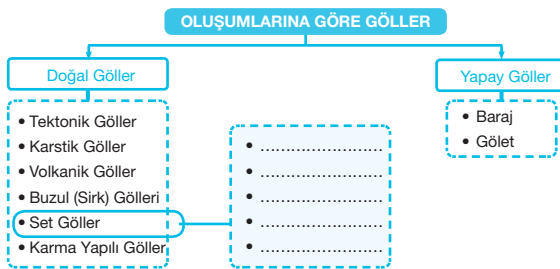 OLUŞUMLARINA GÖRE GÖLLER
Doğal Göller
Yapay Göller
• Tektonik Göller
• Karstik Göller
• Volkanik Göller
• Buzul (Sirk) Gölleri
• Set Göller
• Karma Yapılı Göller
• ........................
• ........................
• ........................
• ........................
• ........................
• Baraj
• Gölet